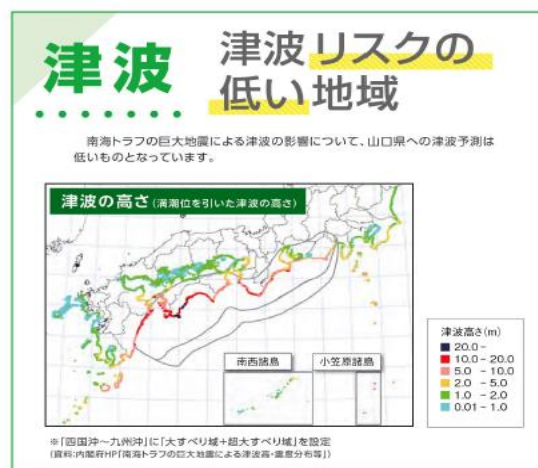 津波
津波リスクの
低い地域
南海トラフの巨大地震による津波の影響について、山口県への津波予測は
低いものとなっています。
津波の高さ(満潮位を引いた津波の高さ)
南西諸島
小笠原諸島
津波高さ(m)
20.0 -
10.0 - 20.0
5.0 - 10.0
2.0 - 5.0
1.0 - 2.0
0.01 - 1.0
※「四国沖～九州沖」に「大すべり域+超大すべり域」を設定
(資料:内閣府HP「南海トラフの巨大地震による津波高・震度分布等」)